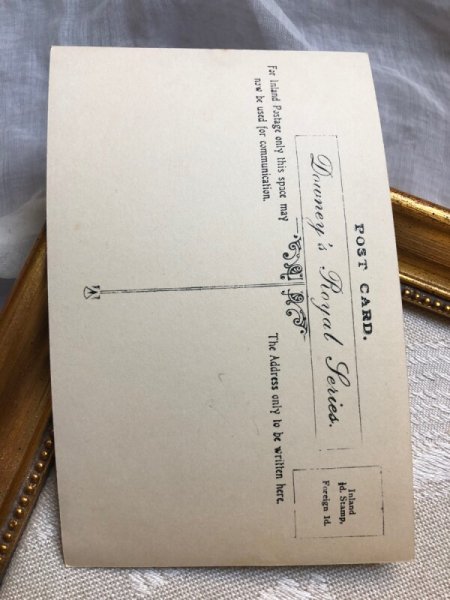 POST CARD.
Downey's Royal Series.
For Inland Postage only this space may
now be used for communication.
The Address only to be written here.
Inland
½d. Stamp,
Foreign 1d.